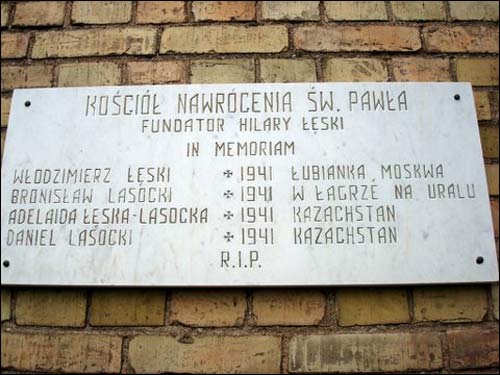 KOŚCIÓŁ NAWRÓCENIA ŚW. PAWŁA
FUNDATOR HILARY ŁĘSKI
IN MEMORIAM
WŁODZIMIERZ ŁĘSKI ✠ 1941 ŁUBIANKA, MOSKWA
BRONISŁAW LASOCKI ✠ 1941 W ŁAGRZE NA URALU
ADELAIDA ŁĘSKA-LASOCKA ✠ 1941 KAZACHSTAN
DANIEL LASOCKI ✠ 1941 KAZACHSTAN
R.I.P.